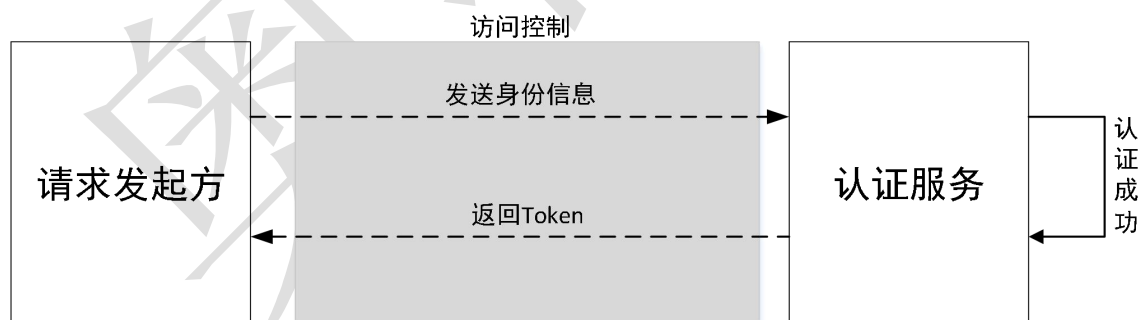 访问控制
发送身份信息
请求发起方
认证服务
认证成功
返回Token